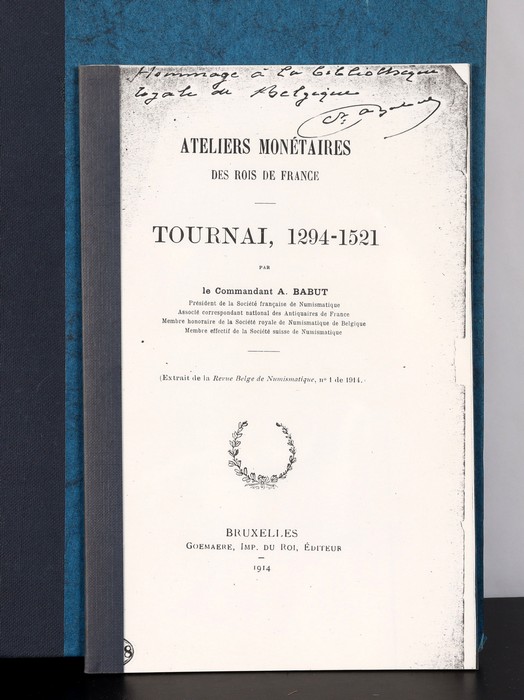 Hommage à la bibliothèque
royale de Belgique
ATELIERS MONÉTAIRES
DES ROIS DE FRANCE
TOURNAI, 1294-1521
PAR
le Commandant A. BABUT
Président de la Société française de Numismatique
Associé correspondant national des Antiquaires de France
Membre honoraire de la Société royale de Numismatique de Belgique
Membre effectif de la Société suisse de Numismatique
(Extrait de la Revue Belge de Numismatique, nº 1 de 1914.)
BRUXELLES
GOEMAERE, IMP. DU ROI, ÉDITEUR
1914
8